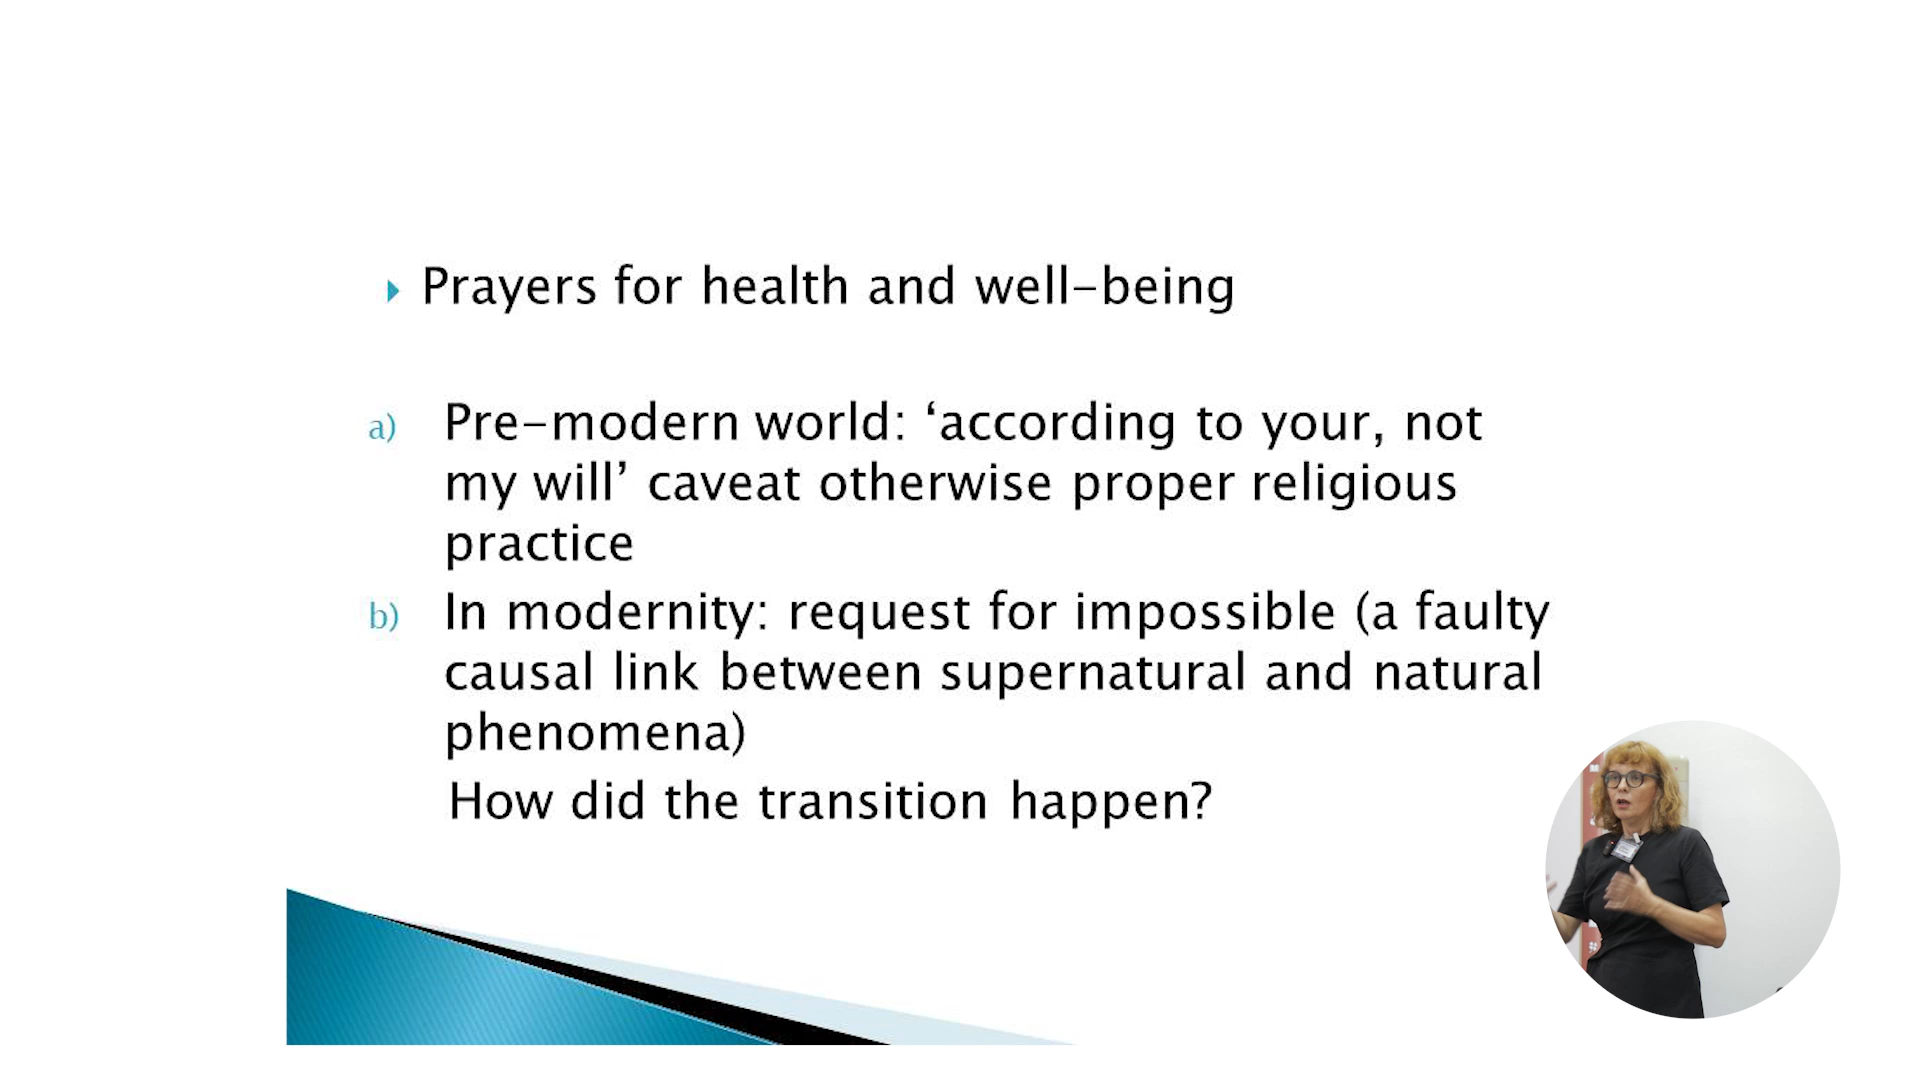 Prayers for health and well-being
a) Pre-modern world: ‘according to your, not
my will’ caveat otherwise proper religious
practice
b) In modernity: request for impossible (a faulty
causal link between supernatural and natural
phenomena)
How did the transition happen?